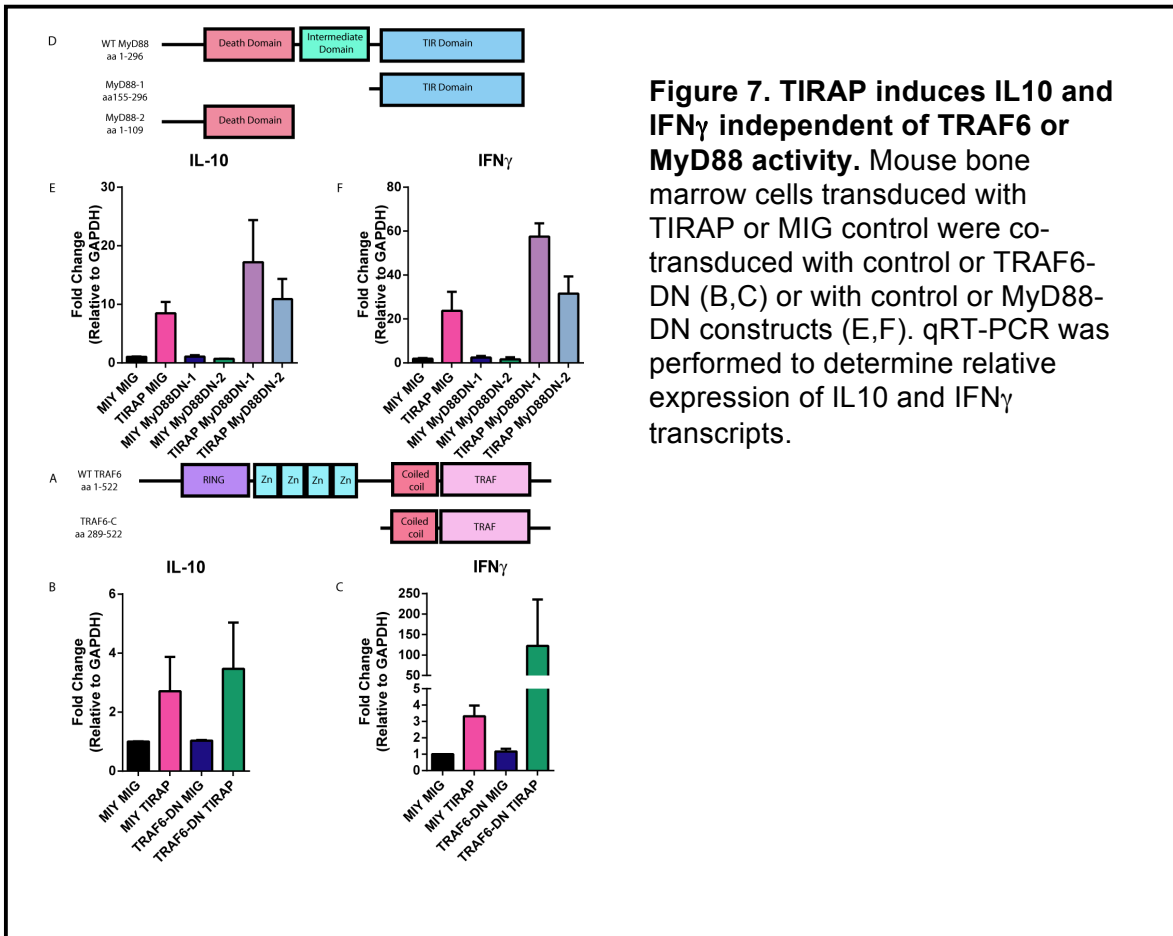 D
WT MyD88
aa 1-296
Death Domain
Intermediate
Domain
TIR Domain
MyD88-1
aa155-296
TIR Domain
MyD88-2
aa 1-109
Death Domain
IL-10
E
Fold Change
(Relative to GAPDH)
30
20
10
0
MIY MIG
TIRAP MIG
MIY MyD88DN-1
MIY MyD88DN-2
TIRAP MyD88DN-1
TIRAP MyD88DN-2
IFNγ
F
Fold Change
(Relative to GAPDH)
80
60
40
20
0
MIY MIG
TIRAP MIG
MIY MyD88DN-1
MIY MyD88DN-2
TIRAP MyD88DN-1
TIRAP MyD88DN-2
A
WT TRAF6
aa 1-522
RING
Zn
Zn
Zn
Zn
Coiled
coil
TRAF
TRAF6-C
aa 289-522
Coiled
coil
TRAF
IL-10
B
Fold Change
(Relative to GAPDH)
6
4
2
0
MIY MIG
MIY TIRAP
TRAF6-DN MIG
TRAF6-DN TIRAP
IFNγ
C
Fold Change
(Relative to GAPDH)
250
200
150
100
50
5
4
3
2
1
0
MIY MIG
MIY TIRAP
TRAF6-DN MIG
TRAF6-DN TIRAP
Figure 7. TIRAP induces IL10 and
IFNγ independent of TRAF6 or
MyD88 activity. Mouse bone
marrow cells transduced with
TIRAP or MIG control were co-
transduced with control or TRAF6-
DN (B,C) or with control or MyD88-
DN constructs (E,F). qRT-PCR was
performed to determine relative
expression of IL10 and IFNγ
transcripts.